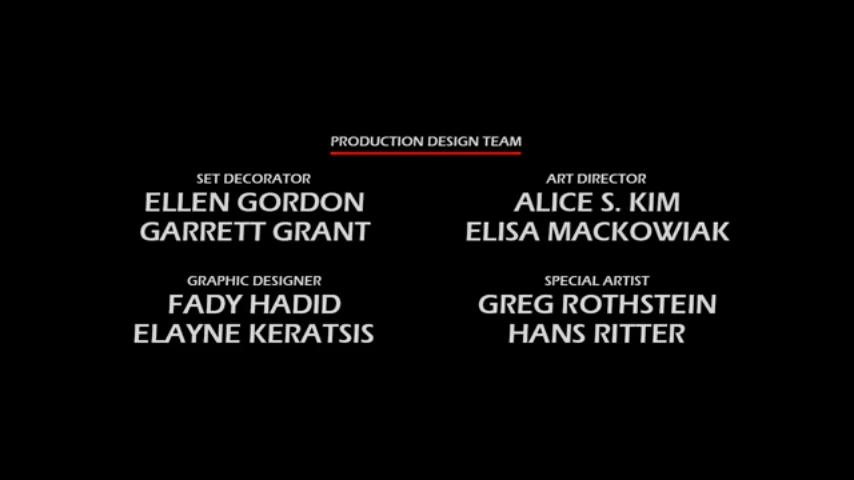 PRODUCTION DESIGN TEAM
SET DECORATOR
ELLEN GORDON
GARRETT GRANT
ART DIRECTOR
ALICE S. KIM
ELISA MACKOWIAK
GRAPHIC DESIGNER
FADY HADID
ELAYNE KERATSIS
SPECIAL ARTIST
GREG ROTHSTEIN
HANS RITTER